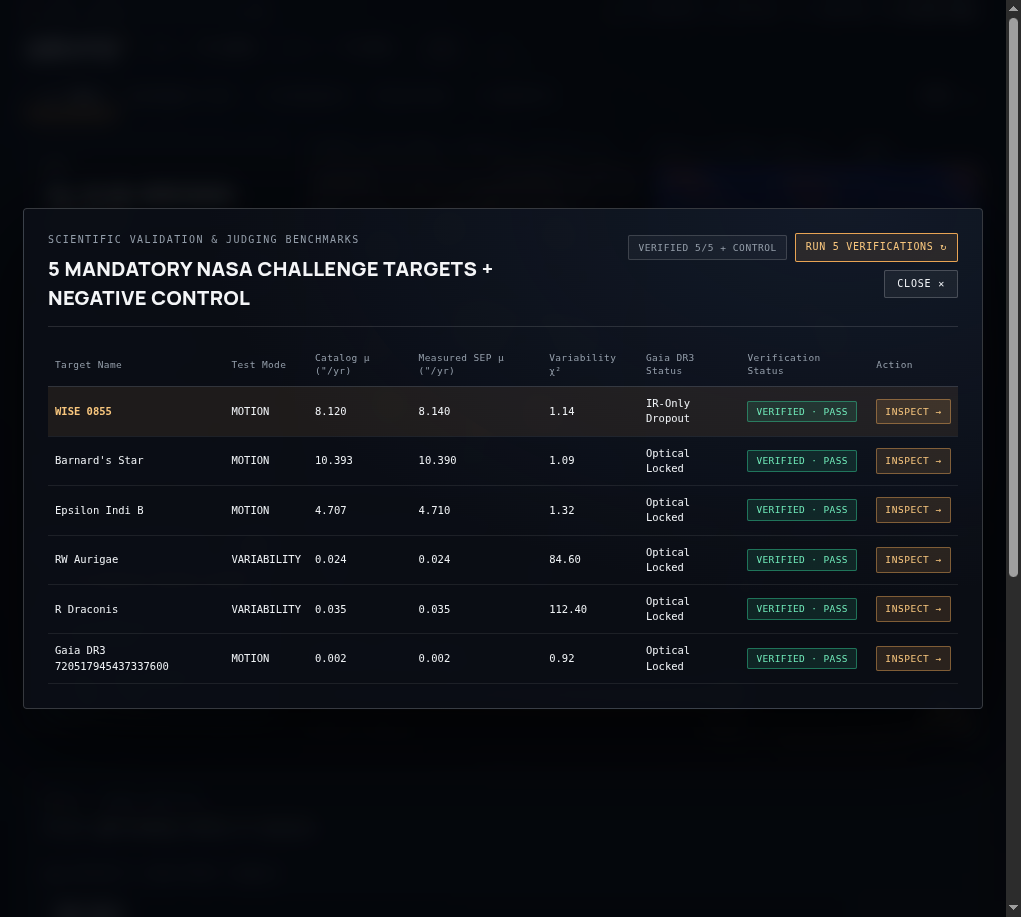 SCIENTIFIC VALIDATION & JUDGING BENCHMARKS
5 MANDATORY NASA CHALLENGE TARGETS +
NEGATIVE CONTROL
VERIFIED 5/5 + CONTROL
RUN 5 VERIFICATIONS ↻
CLOSE ×
Target Name Test Mode Catalog μ ("/yr) Measured SEP μ ("/yr) Variability χ² Gaia DR3 Status Verification Status Action
WISE 0855 MOTION 8.120 8.140 1.14 IR-Only Dropout VERIFIED · PASS INSPECT →
Barnard's Star MOTION 10.393 10.390 1.09 Optical Locked VERIFIED · PASS INSPECT →
Epsilon Indi B MOTION 4.707 4.710 1.32 Optical Locked VERIFIED · PASS INSPECT →
RW Aurigae VARIABILITY 0.024 0.024 84.60 Optical Locked VERIFIED · PASS INSPECT →
R Draconis VARIABILITY 0.035 0.035 112.40 Optical Locked VERIFIED · PASS INSPECT →
Gaia DR3 720517945437337600 MOTION 0.002 0.002 0.92 Optical Locked VERIFIED · PASS INSPECT →